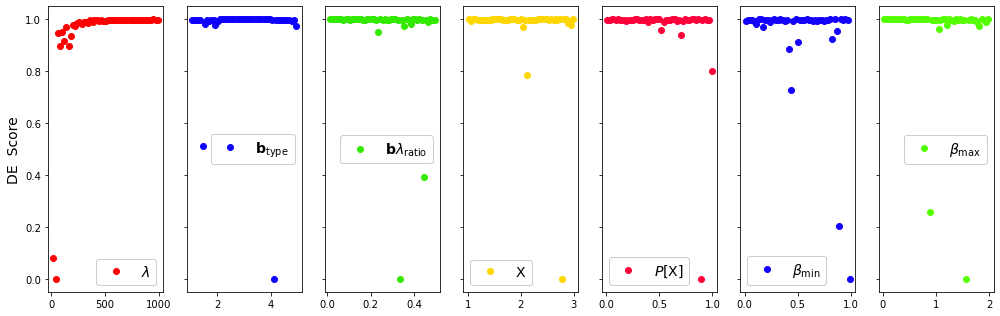 DE Score
1.0
0.8
0.6
0.4
0.2
0.0
λ
0 500 1000
b_type
2 4
bλ_ratio
0.0 0.2 0.4
X
1 2 3
P[X]
0.0 0.5 1.0
β_min
0.0 0.5 1.0
β_max
0 1 2